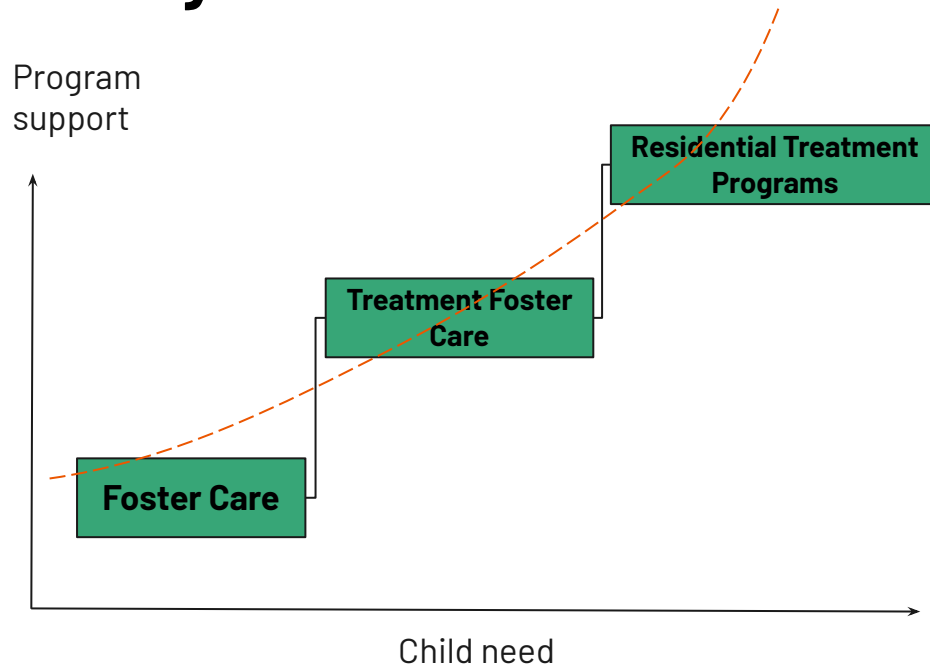 Program
support
Residential Treatment
Programs
Treatment Foster
Care
Foster Care
Child need